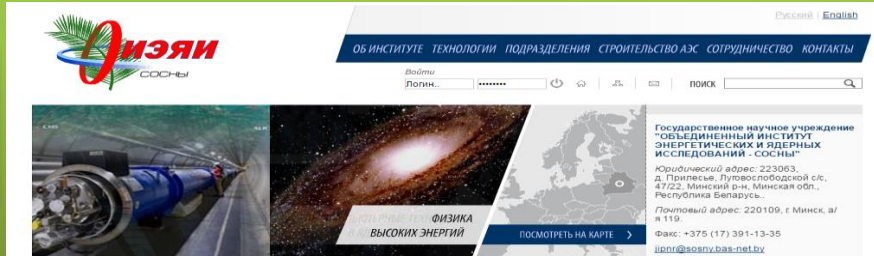 Русский | English
ОИЭЯИ
СОСНЫ
ОБ ИНСТИТУТЕ ТЕХНОЛОГИИ ПОДРАЗДЕЛЕНИЯ СТРОИТЕЛЬСТВО АЭС СОТРУДНИЧЕСТВО КОНТАКТЫ
Войти
Логин.. •••••••• ПОИСК
ФИЗИКА
ВЫСОКИХ ЭНЕРГИЙ
ПОСМОТРЕТЬ НА КАРТЕ
Государственное научное учреждение
"ОБЪЕДИНЕННЫЙ ИНСТИТУТ
ЭНЕРГЕТИЧЕСКИХ И ЯДЕРНЫХ
ИССЛЕДОВАНИЙ - СОСНЫ"
Юридический адрес: 223063,
д. Прилесье, Луговослободской с/с,
47/22, Минский р-н, Минская обл.,
Республика Беларусь..
Почтовый адрес: 220109, г. Минск, а/
я 119.
Факс: +375 (17) 391-13-35
jipnr@sosny.bas-net.by